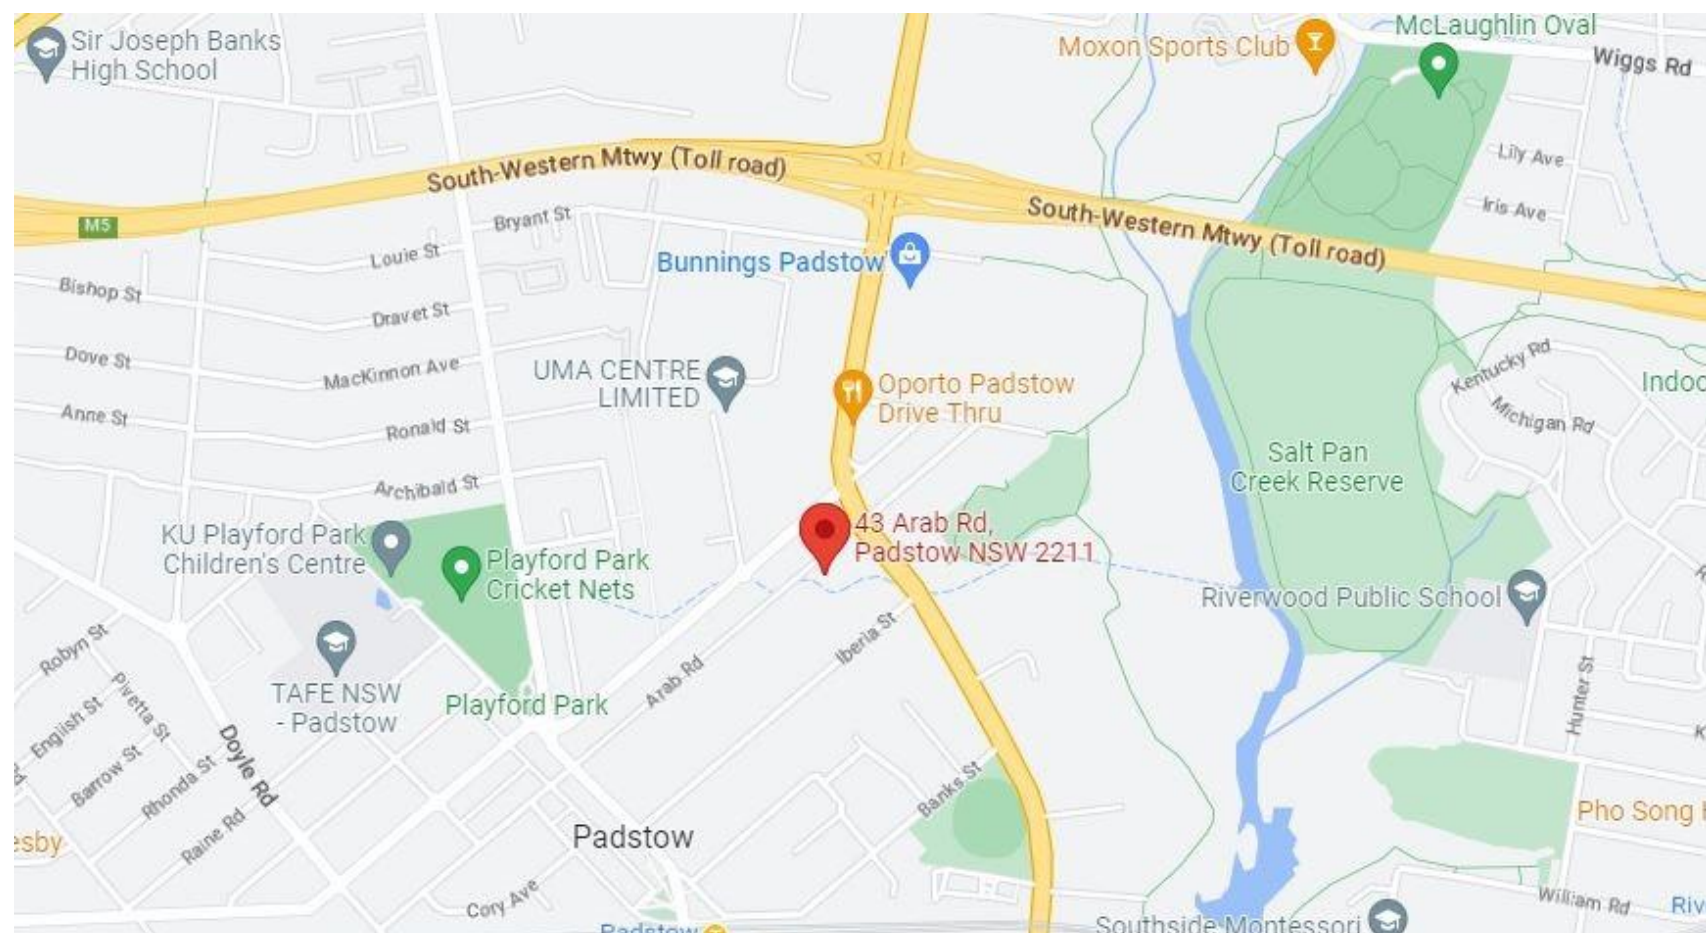 Sir Joseph Banks
High School
Moxon Sports Club
McLaughlin Oval
Wiggs Rd
South-Western Mtwy (Toll road)
Lily Ave
Iris Ave
M5
Bryant St
South-Western Mtwy (Toll road)
Louie St
Bunnings Padstow
Bishop St
Dravet St
Dove St
MacKinnon Ave
UMA CENTRE
LIMITED
Oporto Padstow
Drive Thru
Kentucky Rd
Indoo
Michigan Rd
Anne St
Ronald St
Salt Pan
Creek Reserve
Archibald St
KU Playford Park
Children's Centre
43 Arab Rd,
Padstow NSW 2211
Playford Park
Cricket Nets
Riverwood Public School
Robyn St
Iberia St
Arab Rd
TAFE NSW
- Padstow
Playford Park
Hunter St
Pivetta St
English St
Doyle Rd
Barrow St
Rhonda St
Banks St
Raine Rd
Padstow
Pho Song
esby
Cory Ave
William Rd
Riv
Padstow
Southside Montessori